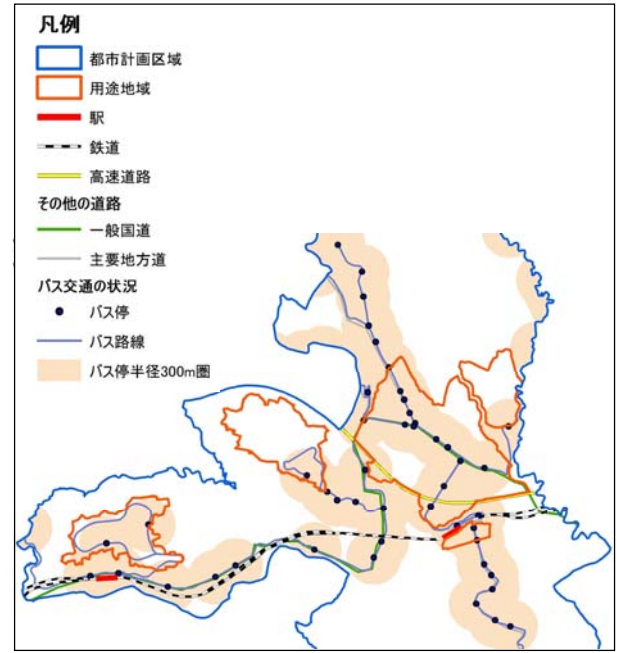 凡例
都市計画区域
用途地域
駅
鉄道
高速道路
その他の道路
一般国道
主要地方道
バス交通の状況
バス停
バス路線
バス停半径300m圏